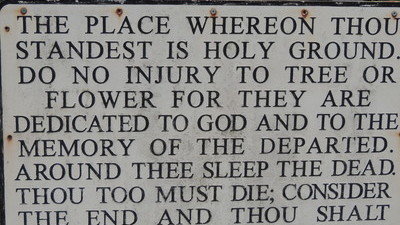 THE PLACE WHEREON THOU
STANDEST IS HOLY GROUND.
DO NO INJURY TO TREE OR
FLOWER FOR THEY ARE
DEDICATED TO GOD AND TO THE
MEMORY OF THE DEPARTED.
AROUND THEE SLEEP THE DEAD.
THOU TOO MUST DIE; CONSIDER
THE END AND THOU SHALT